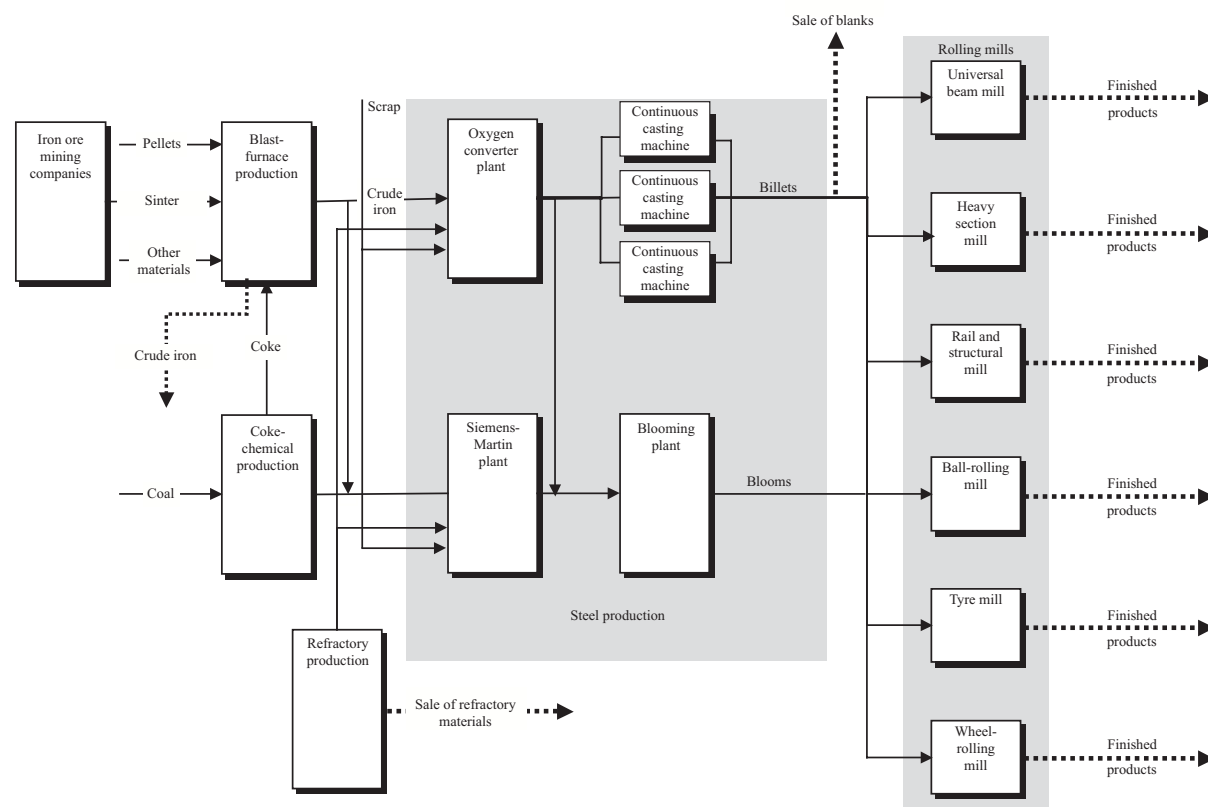 Sale of blanks
Rolling mills
Universal
beam mill
Finished
products
Scrap
Continuous
casting
machine
Iron ore
mining
companies
Pellets
Blast-
furnace
production
Oxygen
converter
plant
Sinter
Crude
iron
Continuous
casting
machine
Billets
Heavy
section
mill
Finished
products
Other
materials
Continuous
casting
machine
Crude iron
Coke
Rail and
structural
mill
Finished
products
Coke-
chemical
production
Siemens-
Martin
plant
Blooming
plant
Coal
Blooms
Ball-rolling
mill
Finished
products
Steel production
Tyre mill
Finished
products
Refractory
production
Sale of refractory
materials
Wheel-
rolling
mill
Finished
products